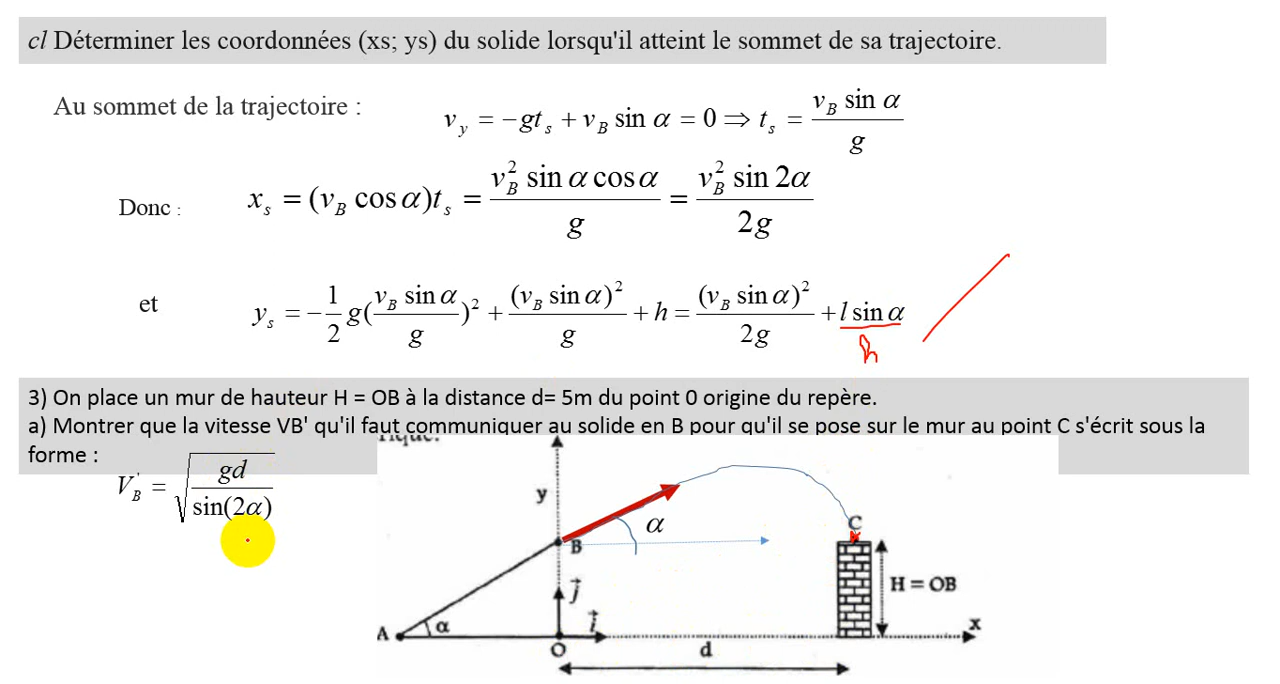 c/ Déterminer les coordonnées (xs; ys) du solide lorsqu'il atteint le sommet de sa trajectoire.
Au sommet de la trajectoire : v_y = −gt_s + v_B sin α = 0 ⇒ t_s = (v_B sin α)/g
Donc : x_s = (v_B cos α)t_s = (v_B² sin α cos α)/g = (v_B² sin 2α)/(2g)
et y_s = −(1/2) g((v_B sin α)/g)² + (v_B sin α)²/g + h = (v_B sin α)²/(2g) + l sin α
h
3) On place un mur de hauteur H = OB à la distance d= 5m du point 0 origine du repère.
a) Montrer que la vitesse VB' qu'il faut communiquer au solide en B pour qu'il se pose sur le mur au point C s'écrit sous la
forme :
V'_B = √(gd/sin(2α))
y
α
C
B
j
H = OB
A
α
i
x
O
d